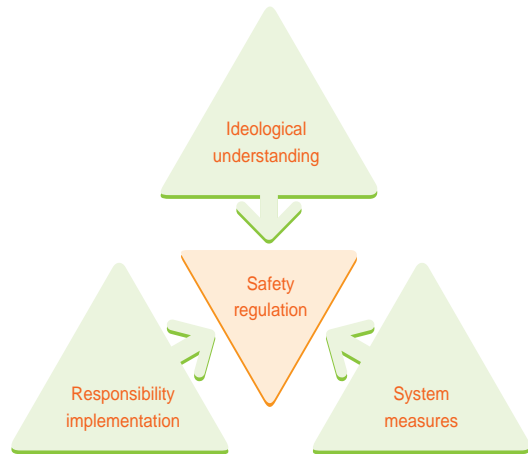 Ideological
understanding
Safety
regulation
Responsibility
implementation
System
measures